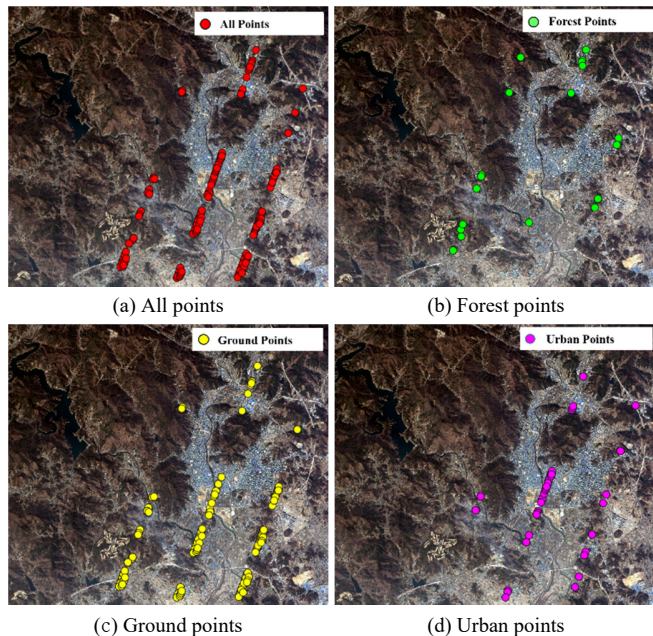 All Points
Forest Points
(a) All points
(b) Forest points
Ground Points
Urban Points
(c) Ground points
(d) Urban points